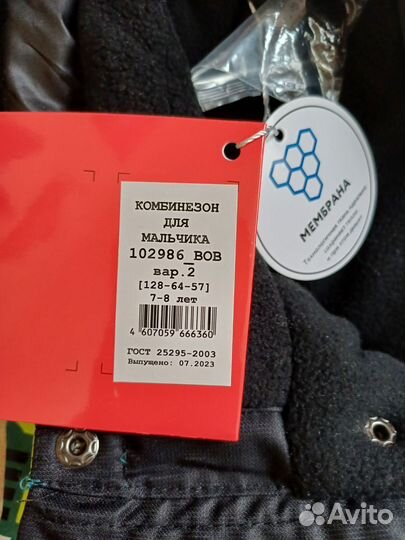 КОМБИНЕЗОН
ДЛЯ
МАЛЬЧИКА
102986_BOB
вар.2
[128-64-57]
7-8 лет
4 607059 666360
ГОСТ 25295-2003
Выпущено: 07.2023
МЕМБРАНА
Avito